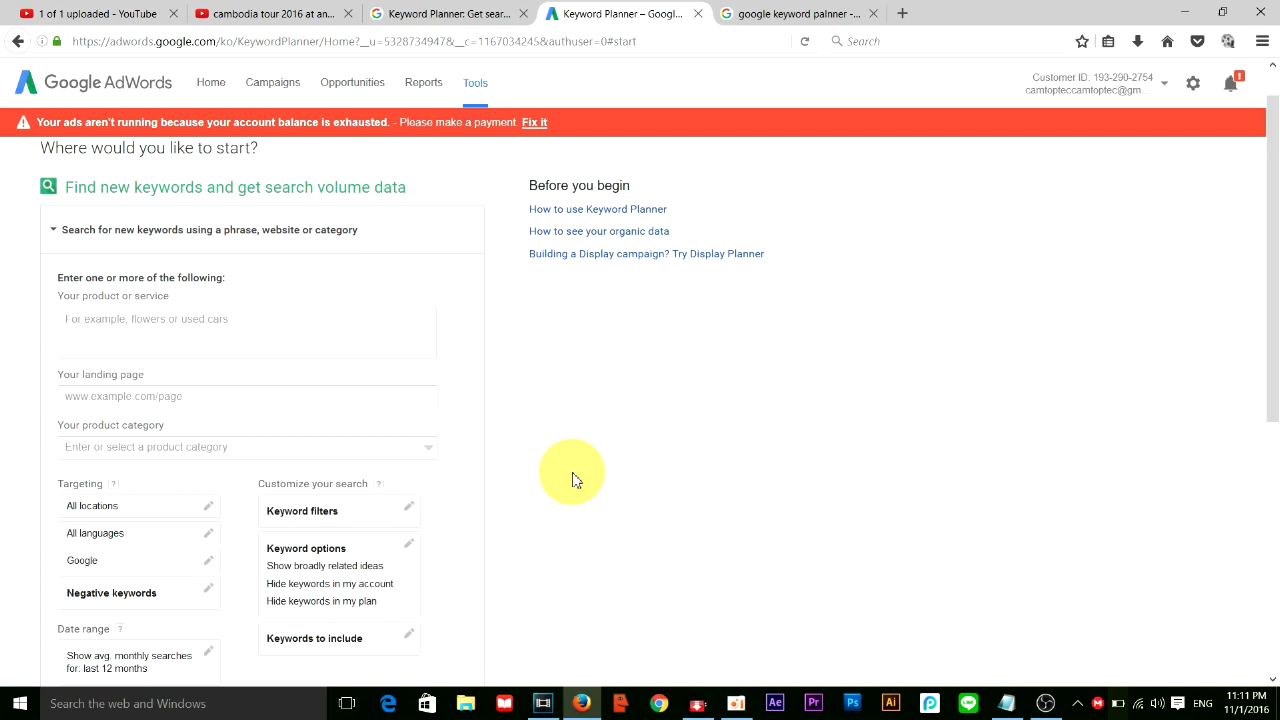 1 of 1 uploaded - YouTube
cambodia 2016 at an...
Keyword Planner: Get sear...
Keyword Planner – Googl...
google keyword planner -...
https://adwords.google.com/ko/KeywordPlanner/Home?__u=5328734947&__c=1167034245&authuser=0#start
Search
Google AdWords
Home
Campaigns
Opportunities
Reports
Tools
Customer ID: 193-290-2754
camtopteccamtoptec@gm...
Your ads aren't running because your account balance is exhausted. - Please make a payment. Fix it
Where would you like to start?
Find new keywords and get search volume data
Search for new keywords using a phrase, website or category
Enter one or more of the following:
Your product or service
For example, flowers or used cars
Your landing page
www.example.com/page
Your product category
Enter or select a product category
Targeting ?
All locations
All languages
Google
Negative keywords
Date range ?
Show avg. monthly searches
for: last 12 months
Customize your search ?
Keyword filters
Keyword options
Show broadly related ideas
Hide keywords in my account
Hide keywords in my plan
Keywords to include
Before you begin
How to use Keyword Planner
How to see your organic data
Building a Display campaign? Try Display Planner
Search the web and Windows
Ae
Pr
Ps
Ai
LINE
ENG
11:11 PM
11/1/2016